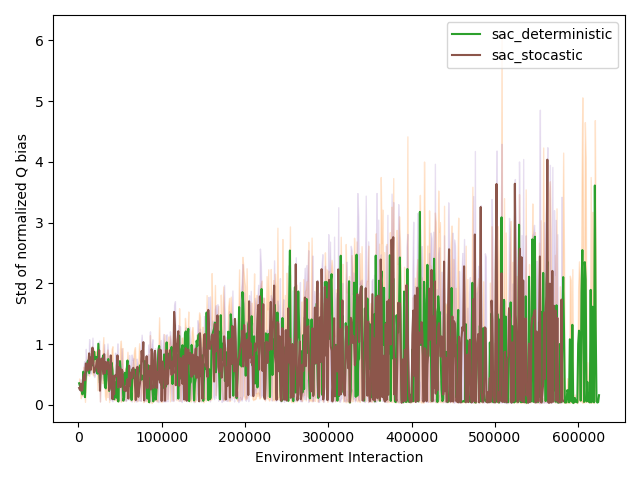 sac_deterministic
sac_stocastic
Std of normalized Q bias
6
5
4
3
2
1
0
0 100000 200000 300000 400000 500000 600000
Environment Interaction